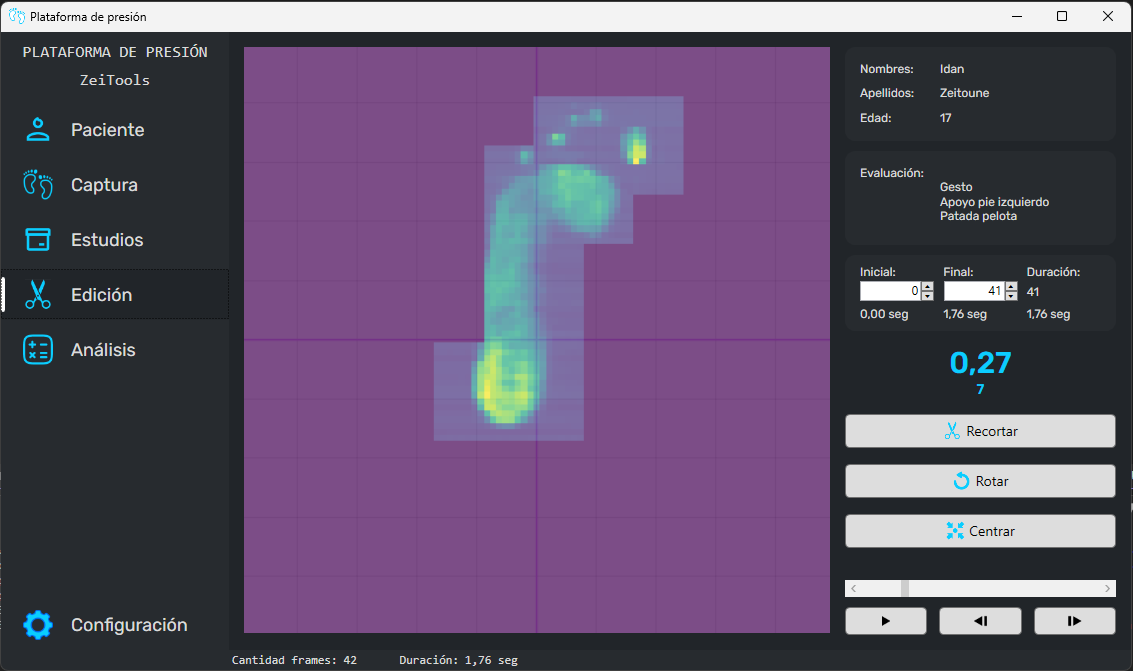 Plataforma de presión
PLATAFORMA DE PRESIÓN
ZeiTools
Paciente
Captura
Estudios
Edición
Análisis
Configuración
Nombres: Idan
Apellidos: Zeitoune
Edad: 17
Evaluación:
Gesto
Apoyo pie izquierdo
Patada pelota
Inicial: Final: Duración:
0 41 41
0,00 seg 1,76 seg 1,76 seg
0,27
7
Recortar
Rotar
Centrar
Cantidad frames: 42 Duración: 1,76 seg